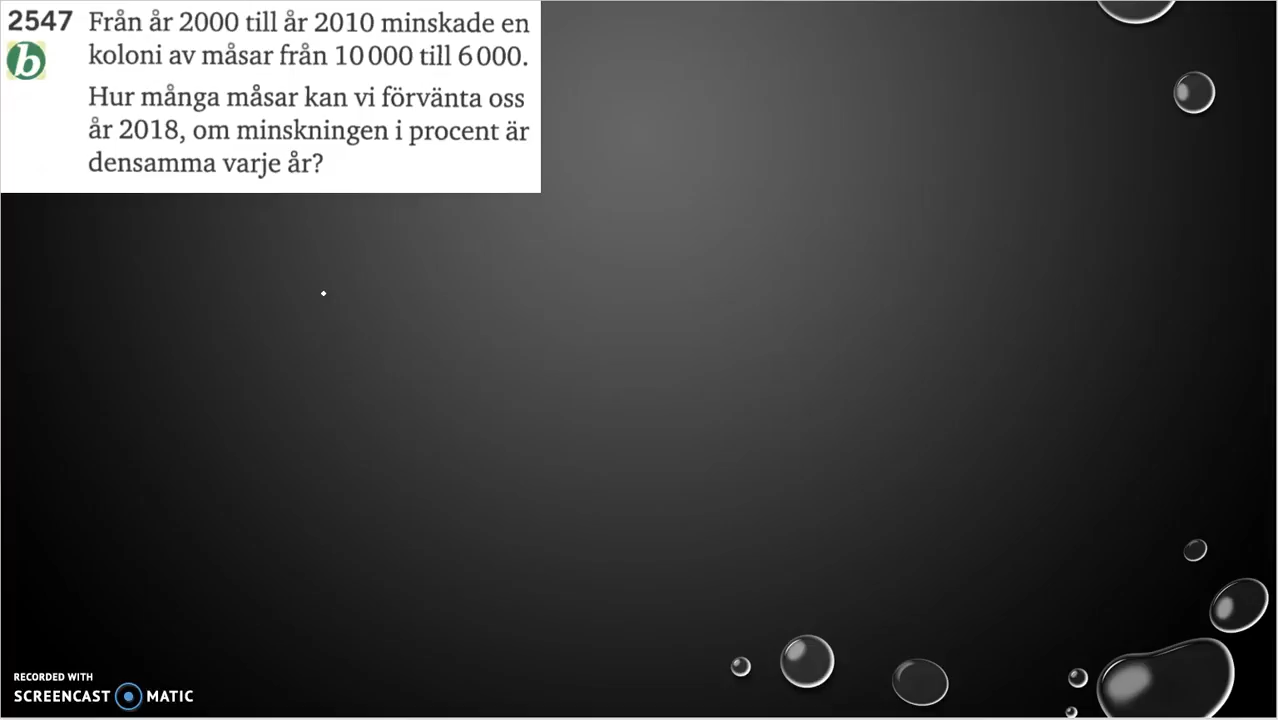 2547 Från år 2000 till år 2010 minskade en
b koloni av måsar från 10 000 till 6 000.
Hur många måsar kan vi förvänta oss
år 2018, om minskningen i procent är
densamma varje år?
RECORDED WITH
SCREENCAST MATIC